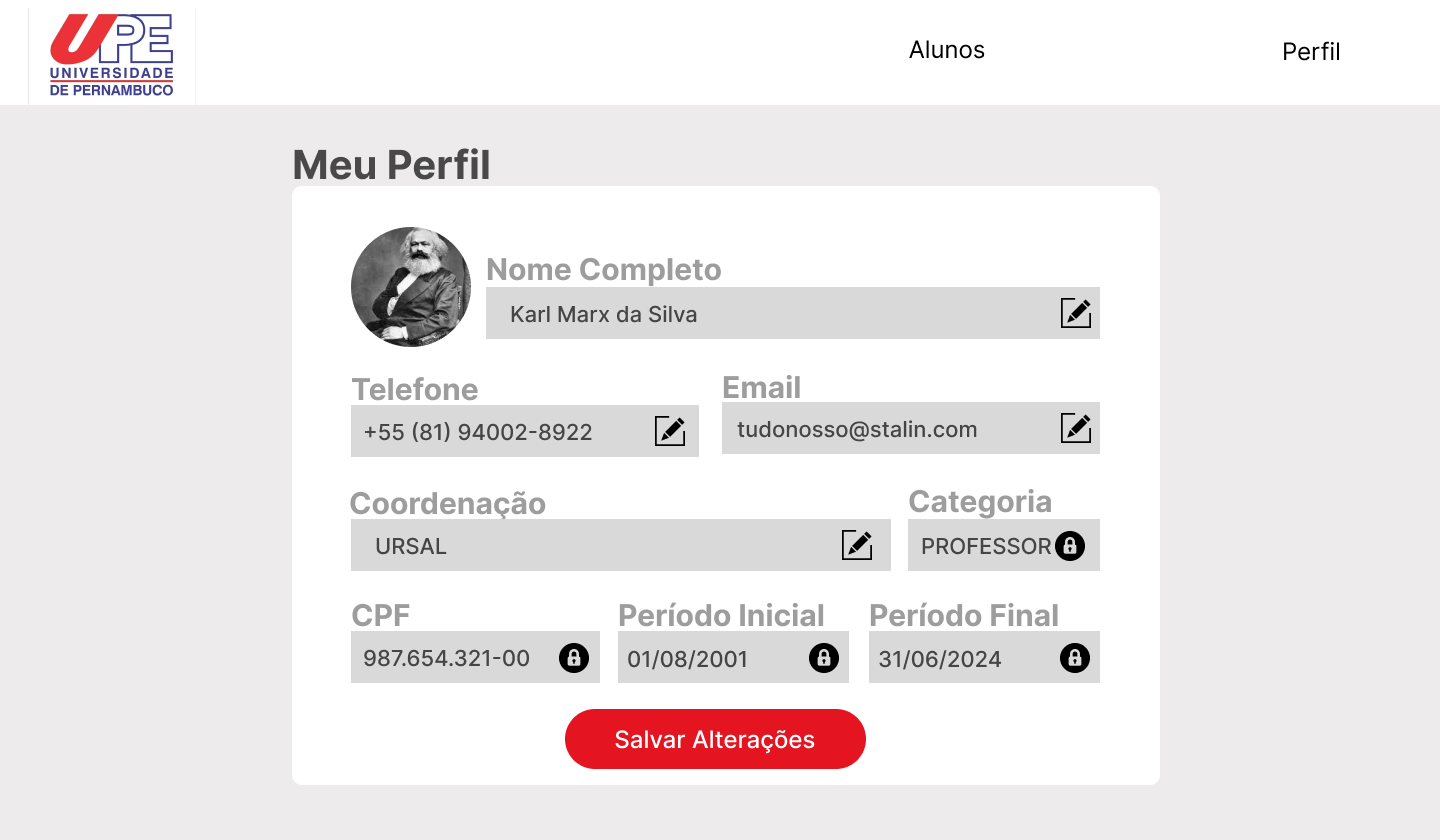 UPE
UNIVERSIDADE
DE PERNAMBUCO
Alunos
Perfil
Meu Perfil
Nome Completo
Karl Marx da Silva
Telefone
Email
+55 (81) 94002-8922
tudonosso@stalin.com
Coordenação
Categoria
URSAL
PROFESSOR
CPF
Período Inicial
Período Final
987.654.321-00
01/08/2001
31/06/2024
Salvar Alterações